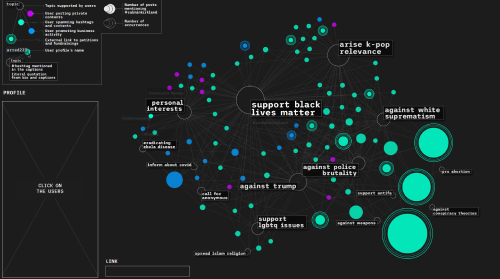 topic
Topic supported by users
User posting private contents
User spamming hashtags and contents
User promoting business activity
External link to petitions and fundraisings
User profile's name
topic
#hashtag mentioned in the captions
Literal quotation from bio and captions
Number of posts mentioning
Number of occurrences
PROFILE
CLICK ON
THE USERS
LINK
arise k-pop
relevance
personal
interests
support black
lives matter
against white
suprematism
eradicating
whole disease
inform about covid
against police
brutality
against trump
call for
anonymous
support antifa
pro abortion
against
conspiracy theories
against weapons
support
lgbtq issues
spread islam religion